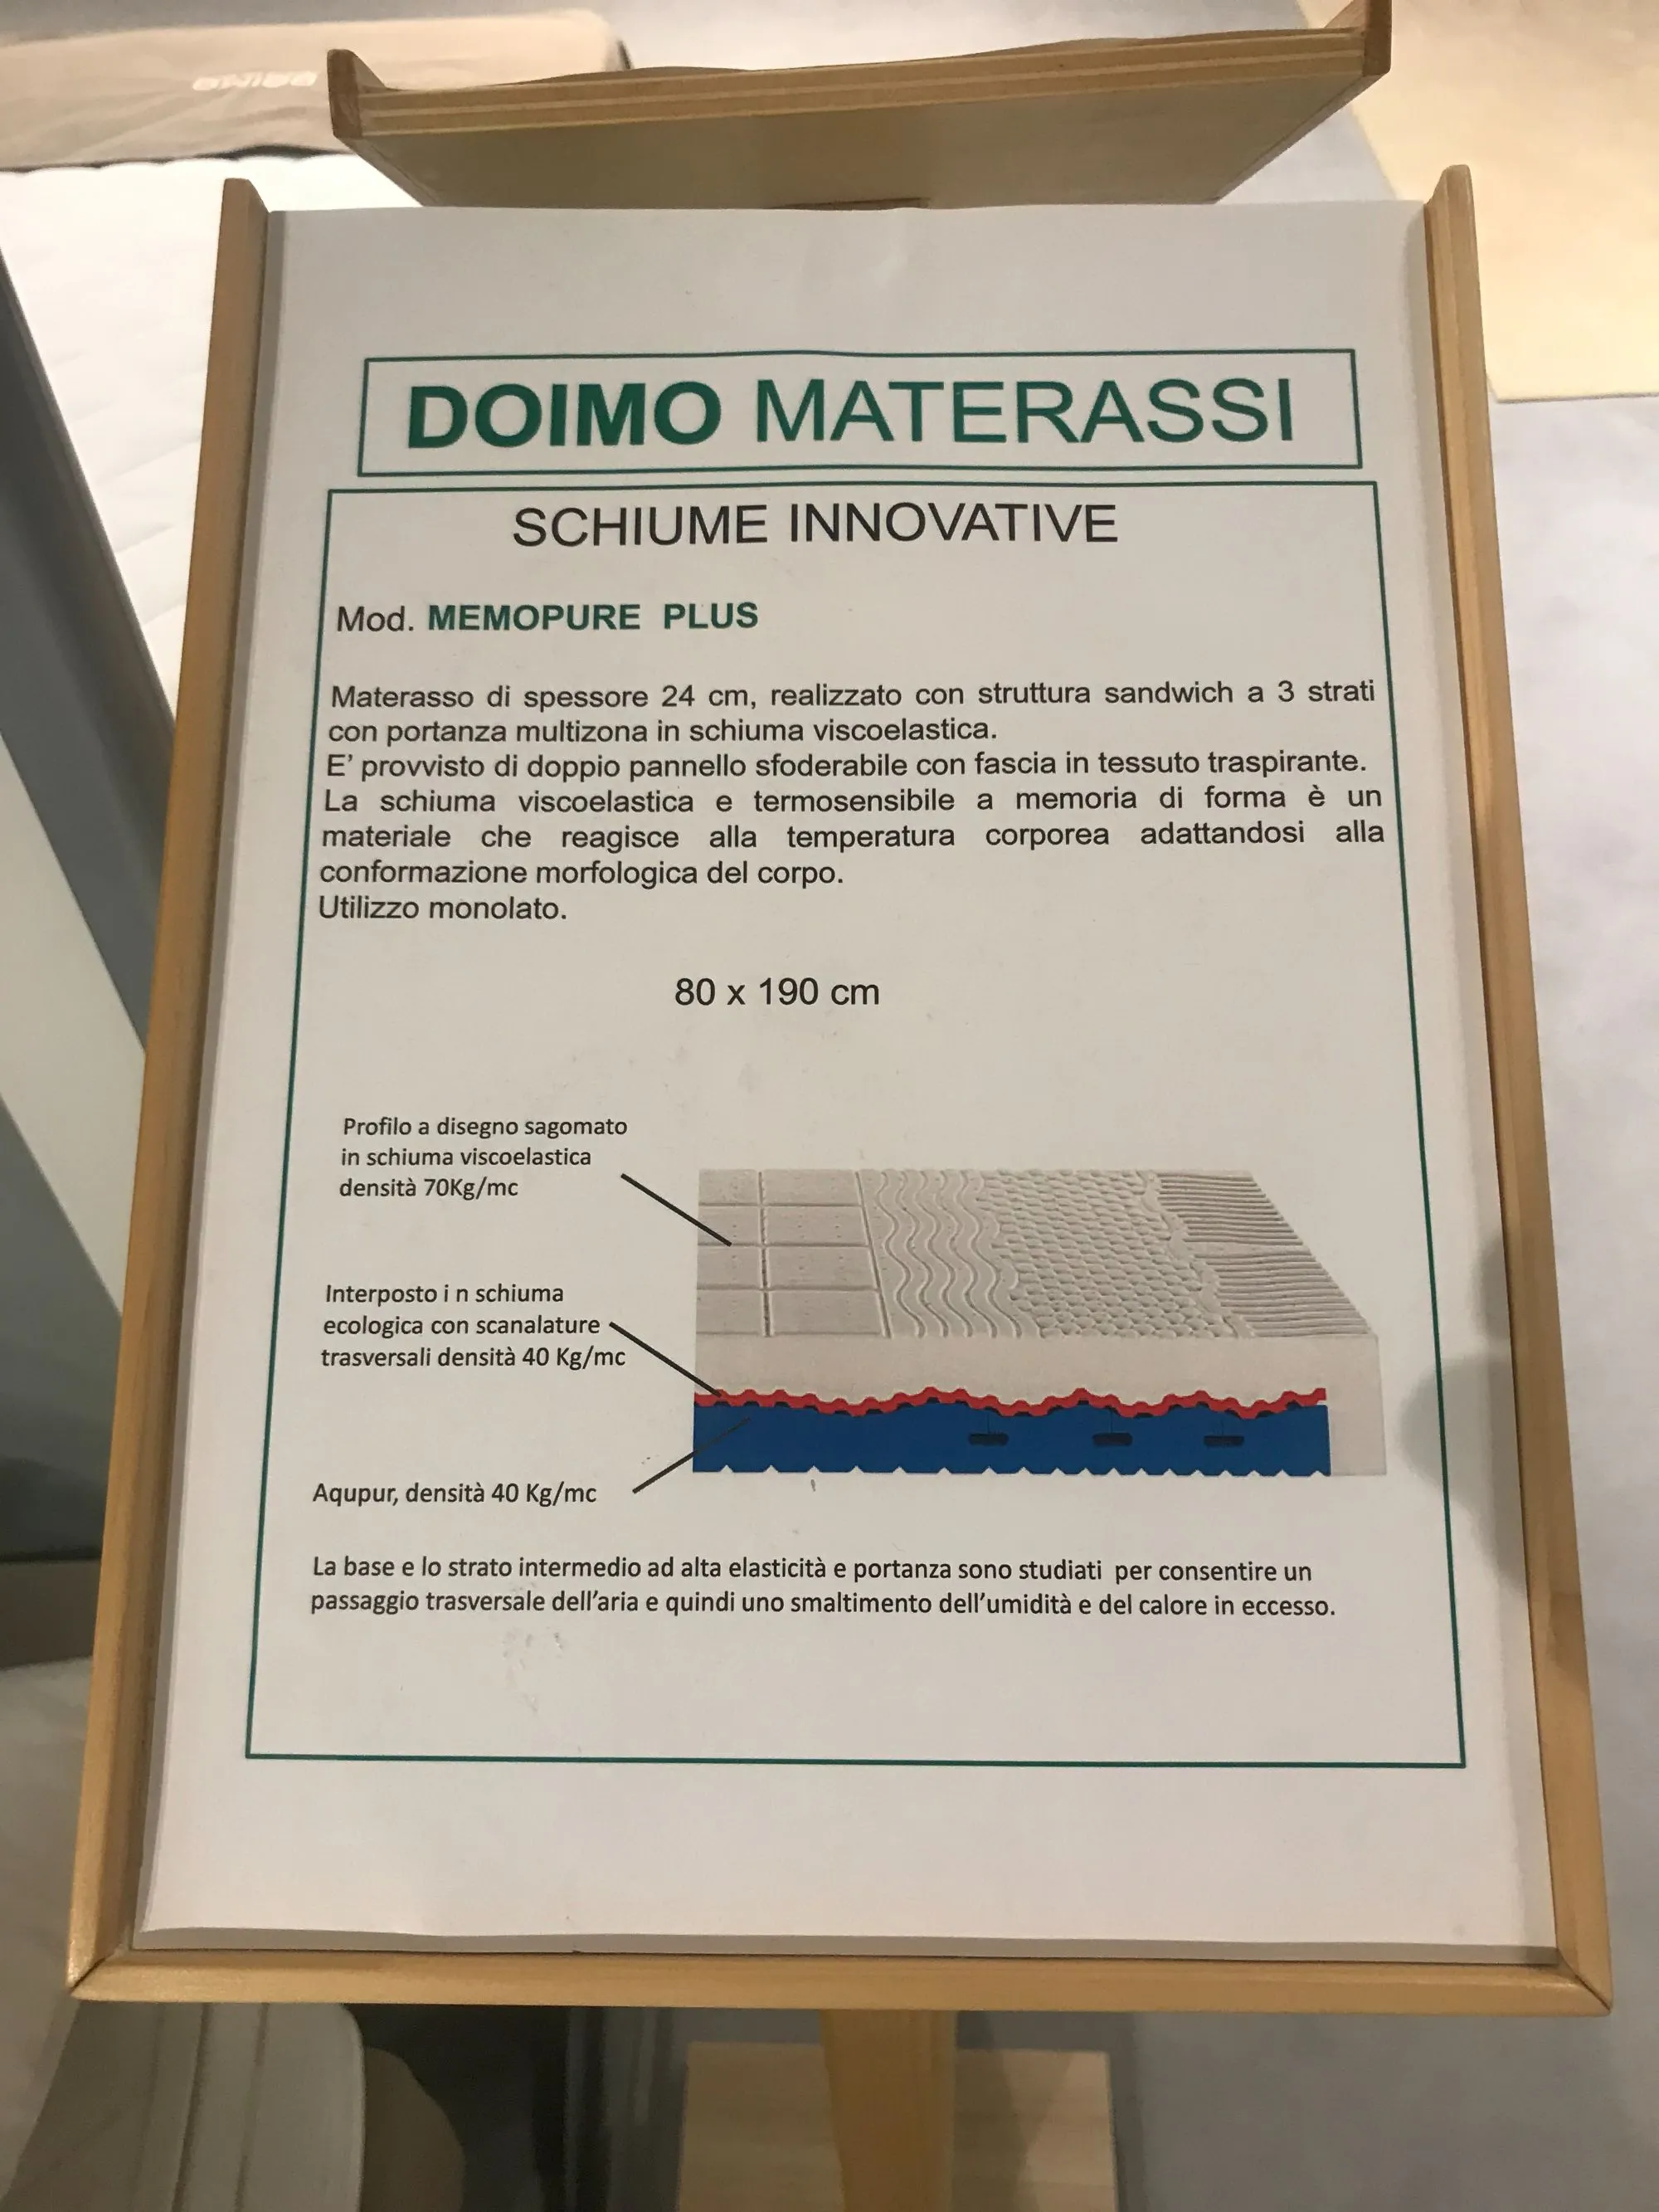 DOIMO
DOIMO MATERASSI
SCHIUME INNOVATIVE
Mod. MEMOPURE PLUS
Materasso di spessore 24 cm, realizzato con struttura sandwich a 3 strati
con portanza multizona in schiuma viscoelastica.
E' provvisto di doppio pannello sfoderabile con fascia in tessuto traspirante.
La schiuma viscoelastica e termosensibile a memoria di forma è un
materiale che reagisce alla temperatura corporea adattandosi alla
conformazione morfologica del corpo.
Utilizzo monolato.
80 x 190 cm
Profilo a disegno sagomato
in schiuma viscoelastica
densità 70Kg/mc
Interposto i n schiuma
ecologica con scanalature
trasversali densità 40 Kg/mc
Aqupur, densità 40 Kg/mc
La base e lo strato intermedio ad alta elasticità e portanza sono studiati per consentire un
passaggio trasversale dell'aria e quindi uno smaltimento dell'umidità e del calore in eccesso.